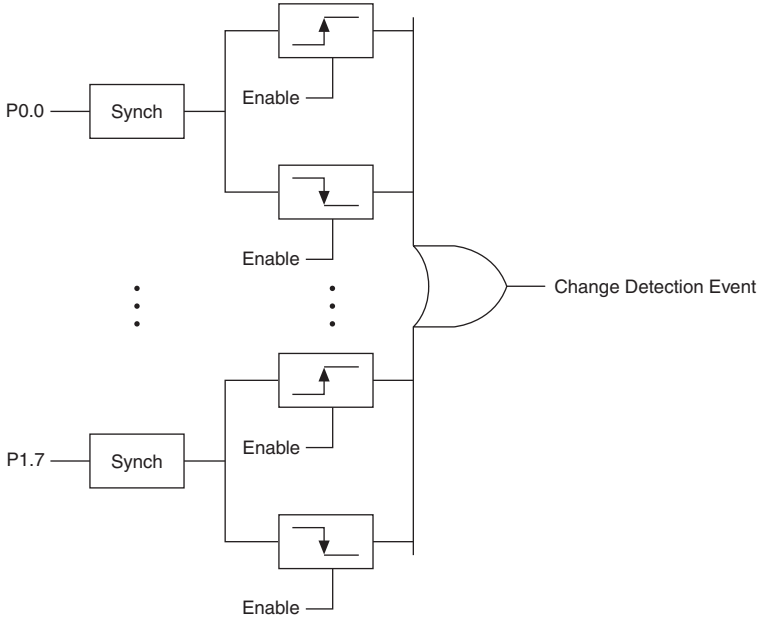 Enable
P0.0
Synch
Enable
Change Detection Event
Enable
P1.7
Synch
Enable